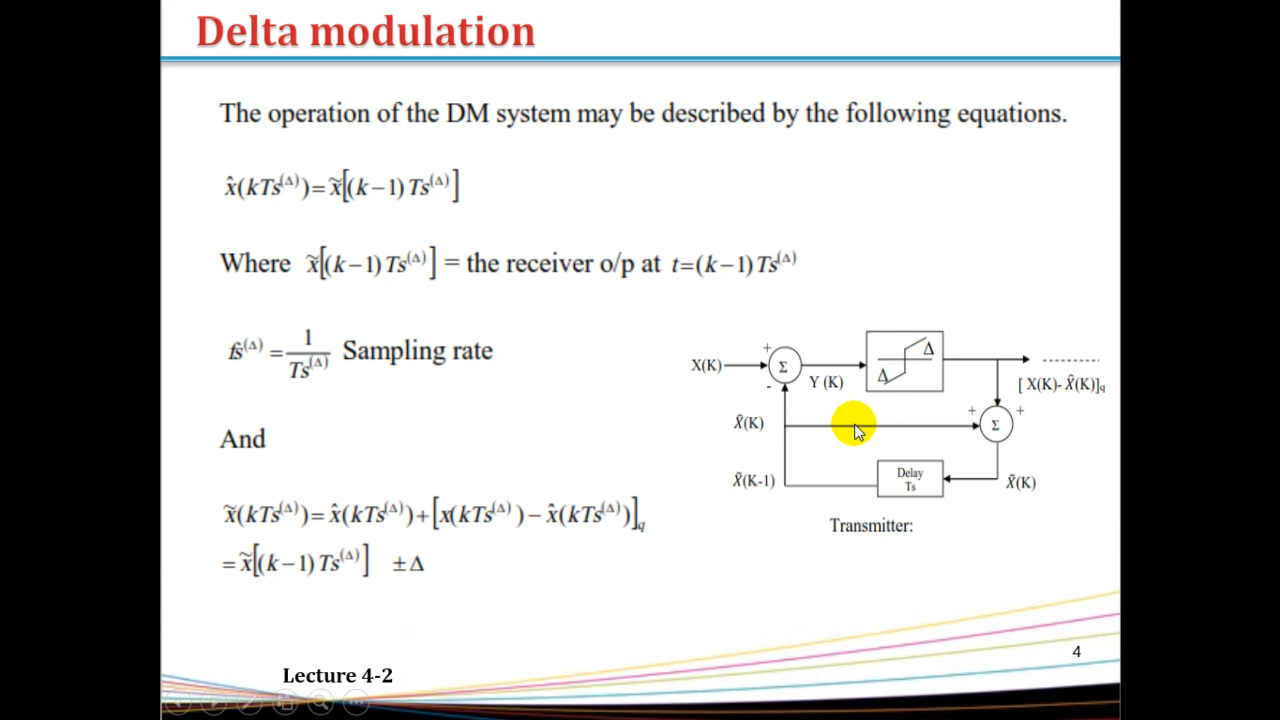 Delta modulation
The operation of the DM system may be described by the following equations.
x̂(kTs⁽Δ⁾)=x̃[(k−1) Ts⁽Δ⁾]
Where x̃[(k−1) Ts⁽Δ⁾] = the receiver o/p at t=(k−1) Ts⁽Δ⁾
fs⁽Δ⁾ = 1/Ts⁽Δ⁾ Sampling rate
And
x̃(kTs⁽Δ⁾)= x̂(kTs⁽Δ⁾)+[x(kTs⁽Δ⁾)− x̂(kTs⁽Δ⁾)]q
= x̃[(k−1) Ts⁽Δ⁾] ±Δ
+
X(K)
Σ
-
Y (K)
Δ
Δ
[ X(K)- X̂(K)]q
X̂(K)
+
Σ
+
X̃(K-1)
Delay
Ts
X̃(K)
Transmitter:
4
Lecture 4-2